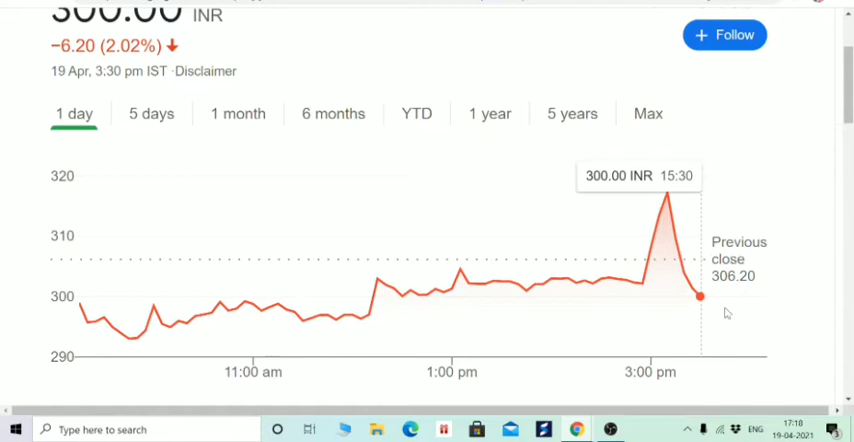 300.00 INR
−6.20 (2.02%)
+ Follow
19 Apr, 3:30 pm IST · Disclaimer
1 day 5 days 1 month 6 months YTD 1 year 5 years Max
320
300.00 INR 15:30
310
Previous
close
306.20
300
290
11:00 am 1:00 pm 3:00 pm
Type here to search
ENG
17:18
19-04-2021
3